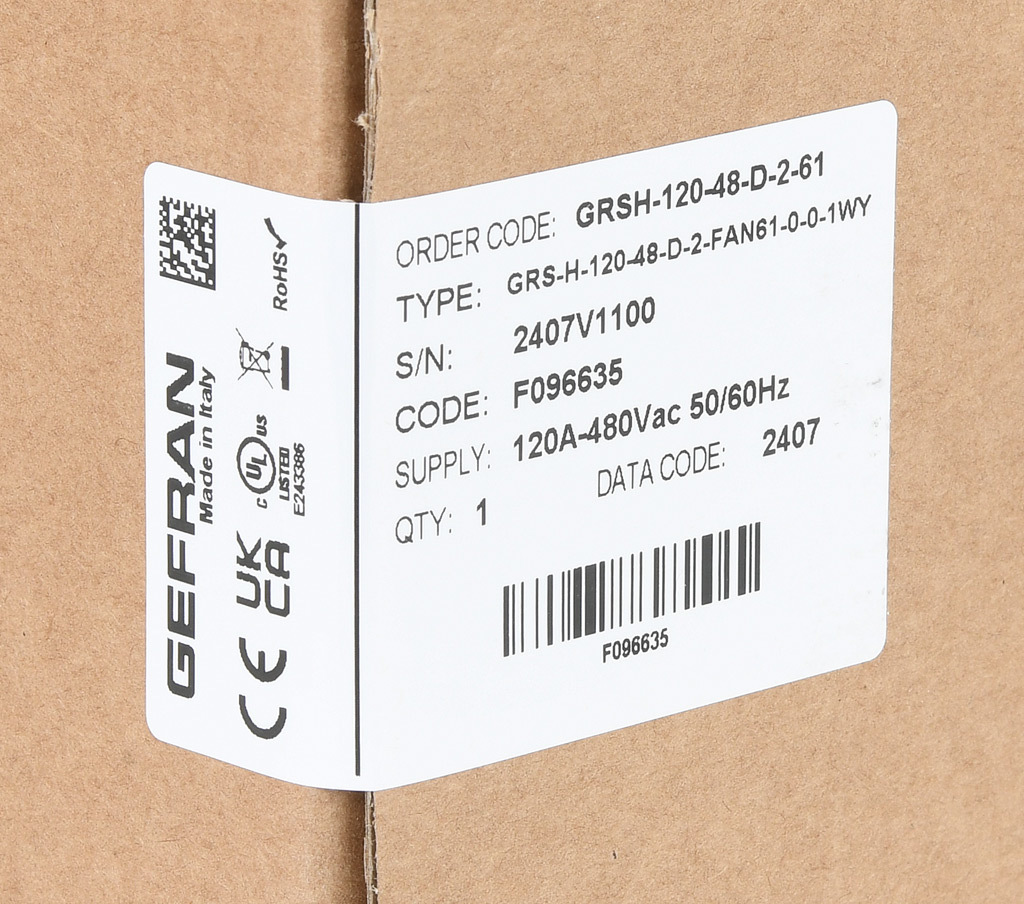 GEFRAN
Made in Italy
CE
UK
CA
C UL US
LISTED
E243386
RoHS
ORDER CODE: GRSH-120-48-D-2-61
TYPE: GRS-H-120-48-D-2-FAN61-0-0-1WY
S/N: 2407V1100
CODE: F096635
SUPPLY: 120A-480Vac 50/60Hz
QTY: 1 DATA CODE: 2407
F096635